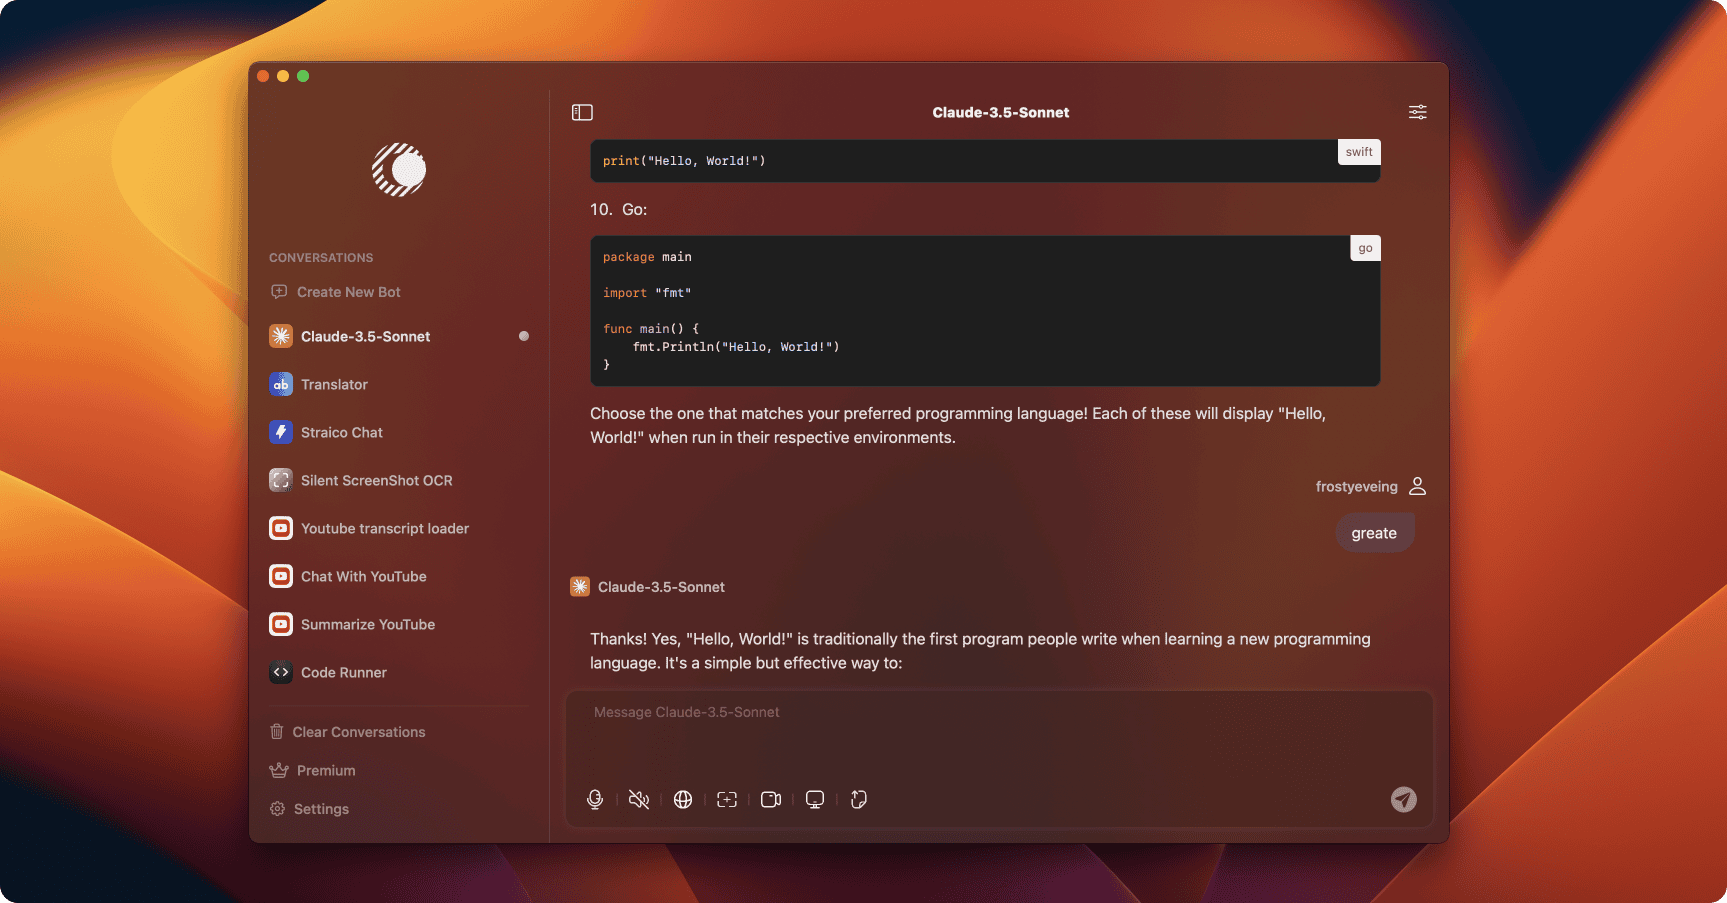 CONVERSATIONS
Create New Bot
Claude-3.5-Sonnet
ab Translator
Straico Chat
Silent ScreenShot OCR
Youtube transcript loader
Chat With YouTube
Summarize YouTube
<> Code Runner
Clear Conversations
Premium
Settings
Claude-3.5-Sonnet
print("Hello, World!")
swift
10. Go:
go
package main
import "fmt"
func main() {
    fmt.Println("Hello, World!")
}
Choose the one that matches your preferred programming language! Each of these will display "Hello,
World!" when run in their respective environments.
frostyeveing
greate
Claude-3.5-Sonnet
Thanks! Yes, "Hello, World!" is traditionally the first program people write when learning a new programming
language. It's a simple but effective way to:
Message Claude-3.5-Sonnet